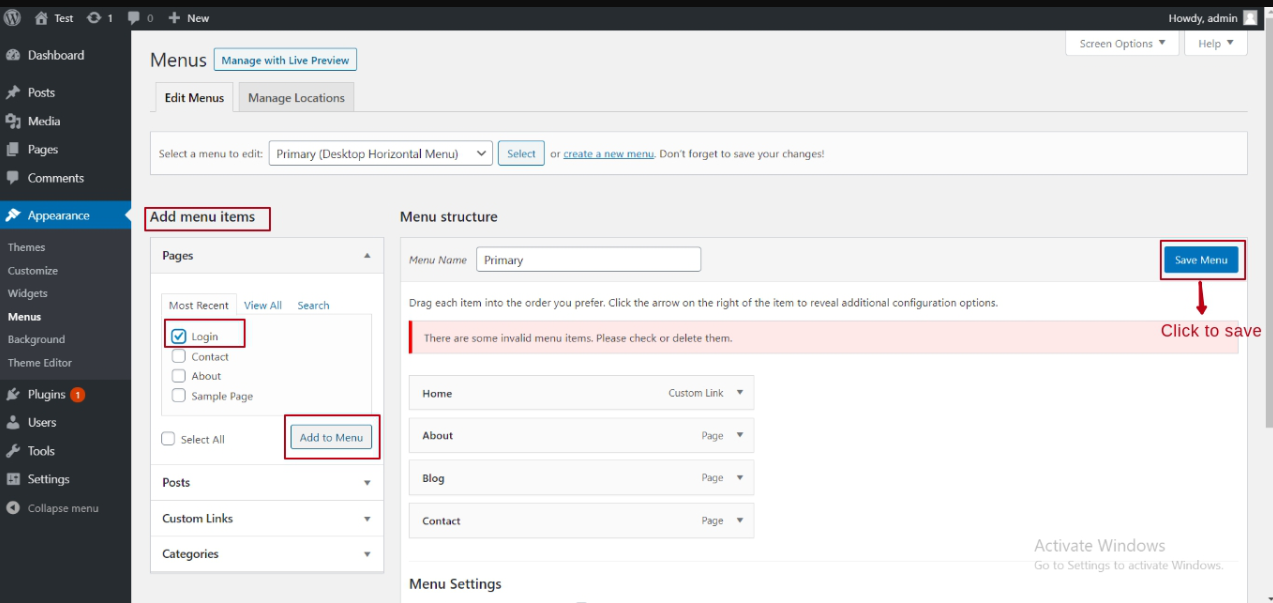 Test 1 0 New Howdy, admin
Dashboard
Posts
Media
Pages
Comments
Appearance
Themes
Customize
Widgets
Menus
Background
Theme Editor
Plugins 1
Users
Tools
Settings
Collapse menu
Screen Options Help
Menus Manage with Live Preview
Edit Menus Manage Locations
Select a menu to edit: Primary (Desktop Horizontal Menu) Select or create a new menu. Don't forget to save your changes!
Add menu items
Pages
Most Recent View All Search
Login
Contact
About
Sample Page
Select All Add to Menu
Posts
Custom Links
Categories
Menu structure
Menu Name Primary Save Menu
Click to save
Drag each item into the order you prefer. Click the arrow on the right of the item to reveal additional configuration options.
There are some invalid menu items. Please check or delete them.
Home Custom Link
About Page
Blog Page
Contact Page
Menu Settings
Activate Windows
Go to Settings to activate Windows.